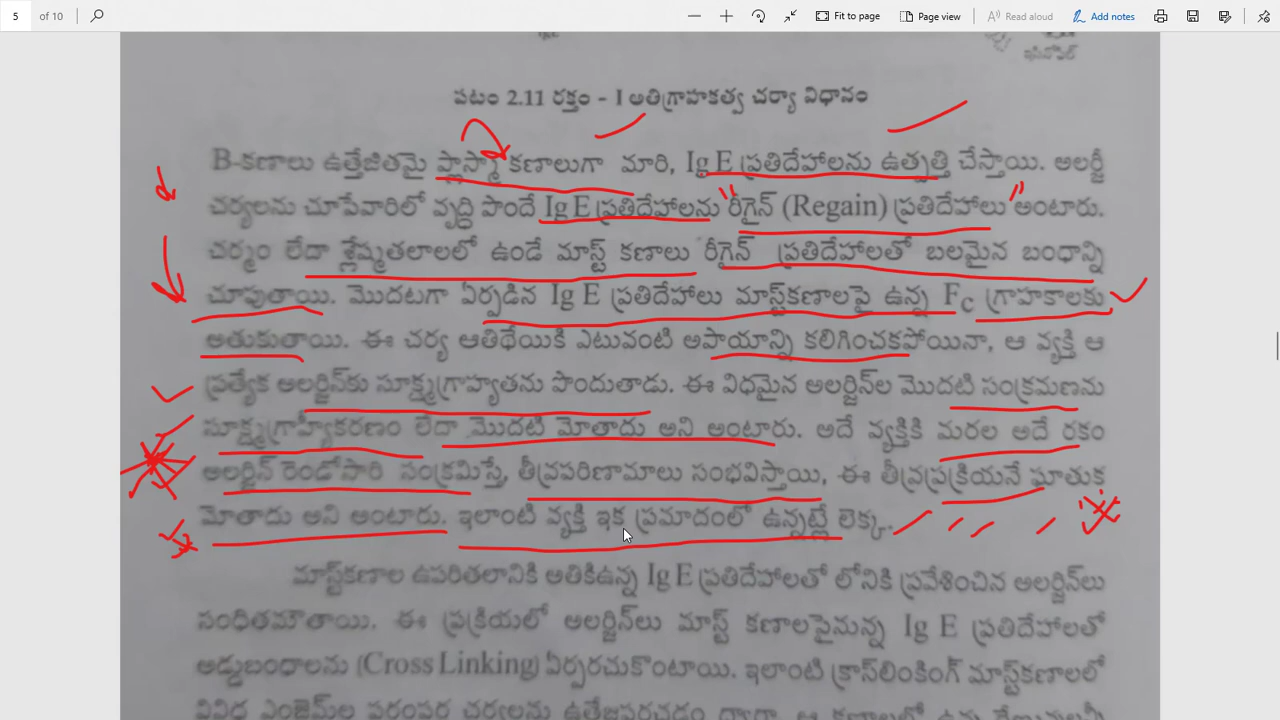 5 of 10 Fit to page Page view Read aloud Add notes
పటం 2.11 రక్తం - I అతిగ్రాహకత్వ చర్యా విధానం
B-కణాలు ఉత్తేజితమై ప్లాస్మా కణాలుగా మారి, Ig E ప్రతిదేహాలను ఉత్పత్తి చేస్తాయి. అలర్జీ
చర్యలను చూపేవారిలో వృద్ధి పొందే Ig E ప్రతిదేహాలను రీగైన్ (Regain) ప్రతిదేహాలు అంటారు.
చర్మం లేదా శ్లేష్మతలాలలో ఉండే మాస్ట్ కణాలు రీగైన్ ప్రతిదేహాలతో బలమైన బంధాన్ని
చూపుతాయి. మొదటగా ఏర్పడిన Ig E ప్రతిదేహాలు మాస్ట్‌కణాలపై ఉన్న Fc గ్రాహకాలకు
అతుకుతాయి. ఈ చర్య ఆతిథేయికి ఎటువంటి అపాయాన్ని కలిగించకపోయినా, ఆ వ్యక్తి ఆ
ప్రత్యేక అలర్జిన్‌కు సూక్ష్మగ్రాహ్యతను పొందుతాడు. ఈ విధమైన అలర్జిన్‌ల మొదటి సంక్రమణను
సూక్ష్మగ్రాహీకరణం లేదా మొదటి మోతాదు అని అంటారు. అదే వ్యక్తికి మరల అదే రకం
అలర్జిన్ రెండోసారి సంక్రమిస్తే, తీవ్రపరిణామాలు సంభవిస్తాయి, ఈ తీవ్రప్రక్రియనే ఘాతుక
మోతాదు అని అంటారు. ఇలాంటి వ్యక్తి ఇక ప్రమాదంలో ఉన్నట్లే లెక్క.
మాస్ట్‌కణాల ఉపరితలానికి అతికిఉన్న Ig E ప్రతిదేహాలతో లోనికి ప్రవేశించిన అలర్జిన్‌లు
సంధితమౌతాయి. ఈ ప్రక్రియలో అలర్జిన్‌లు మాస్ట్ కణాలపైనున్న Ig E ప్రతిదేహాలతో
అడ్డుబంధాలను (Cross Linking) ఏర్పరచుకొంటాయి. ఇలాంటి క్రాస్‌లింకింగ్ మాస్ట్‌కణాలలో
వివిధ ఎంజైమ్‌ల పరంపర చర్యలను